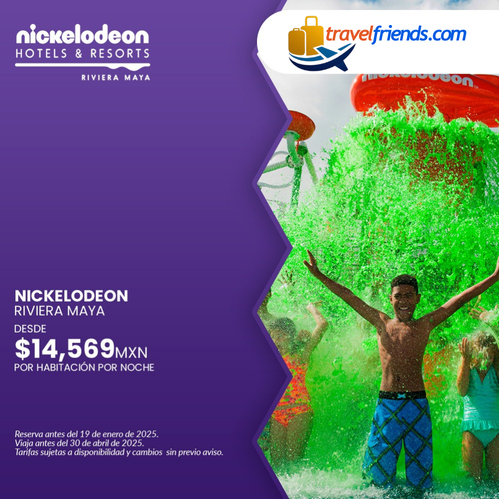 nickelodeon
HOTELS & RESORTS
RIVIERA MAYA
travelfriends.com
nickelodeon
NICKELODEON
RIVIERA MAYA
DESDE
$14,569MXN
POR HABITACIÓN POR NOCHE
Reserva antes del 19 de enero de 2025.
Viaja antes del 30 de abril de 2025.
Tarifas sujetas a disponibilidad y cambios sin previo aviso.